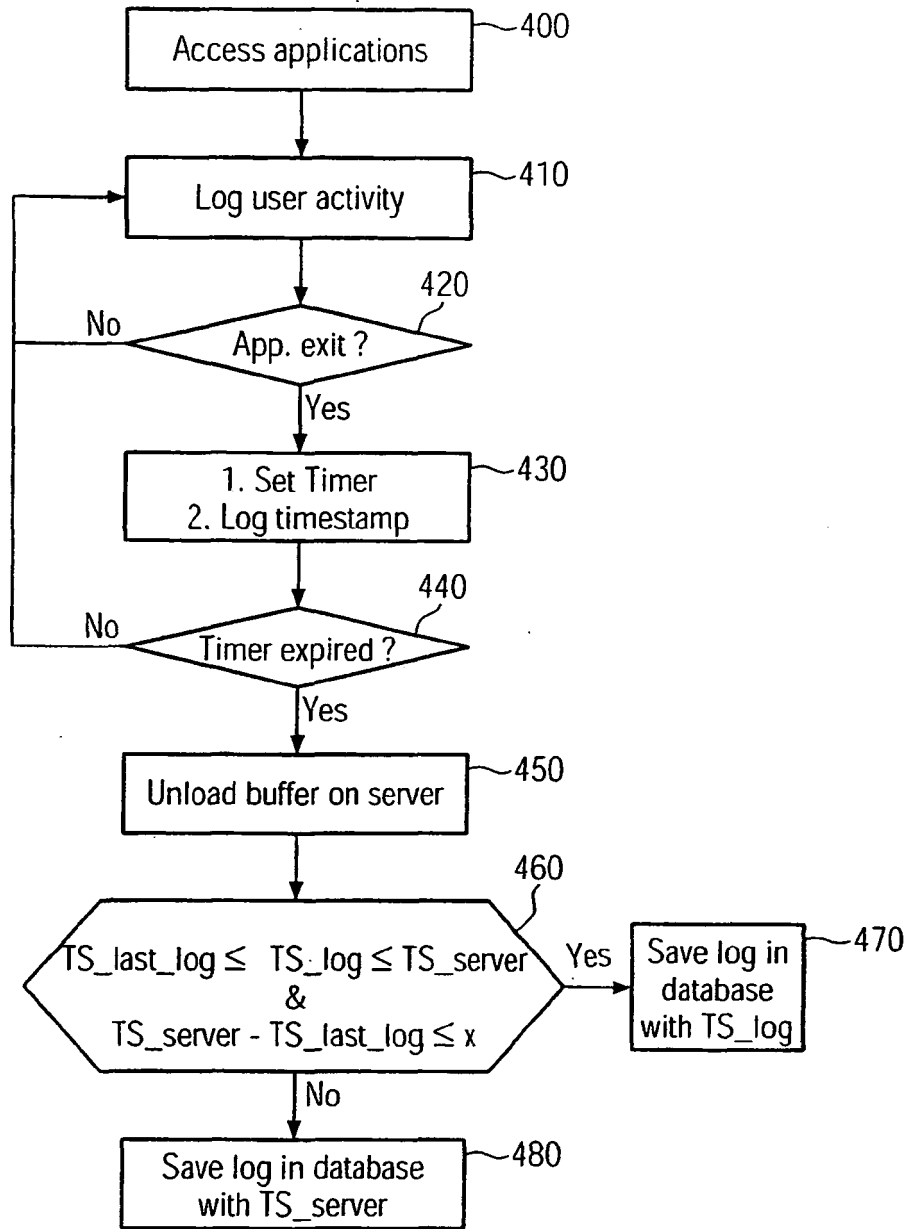 Access applications
400
Log user activity
410
420
No
App. exit ?
Yes
1. Set Timer
2. Log timestamp
430
440
No
Timer expired ?
Yes
Unload buffer on server
450
460
TS_last_log ≤ TS_log ≤ TS_server
&
TS_server - TS_last_log ≤ x
Yes
Save log in
database
with TS_log
470
No
Save log in database
with TS_server
480